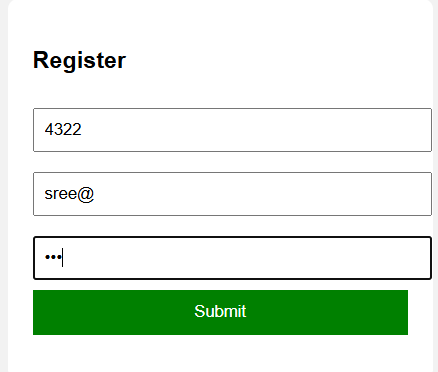 Register
4322
sree@
•••
Submit